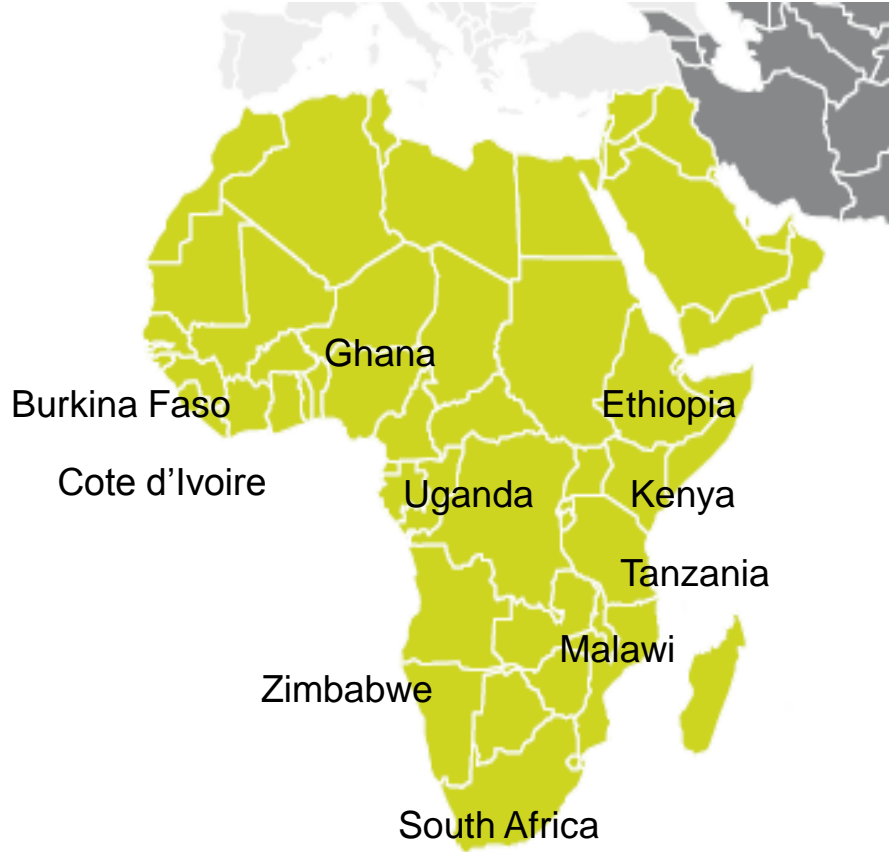 Ghana
Burkina Faso
Ethiopia
Cote d’Ivoire
Uganda
Kenya
Tanzania
Malawi
Zimbabwe
South Africa